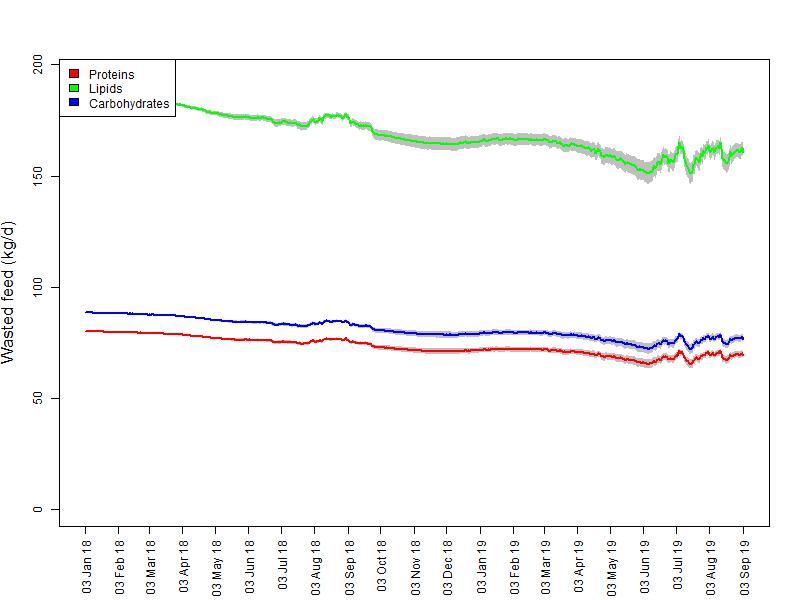 Proteins
Lipids
Carbohydrates
Wasted feed (kg/d)
200
150
100
50
0
03 Jan 18
03 Feb 18
03 Mar 18
03 Apr 18
03 May 18
03 Jun 18
03 Jul 18
03 Aug 18
03 Sep 18
03 Oct 18
03 Nov 18
03 Dec 18
03 Jan 19
03 Feb 19
03 Mar 19
03 Apr 19
03 May 19
03 Jun 19
03 Jul 19
03 Aug 19
03 Sep 19